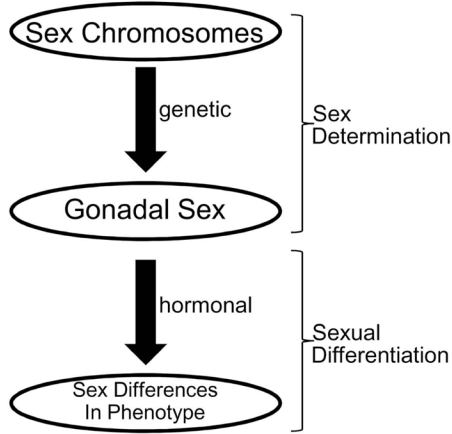 Sex Chromosomes
genetic
Sex
Determination
Gonadal Sex
hormonal
Sexual
Differentiation
Sex Differences
In Phenotype